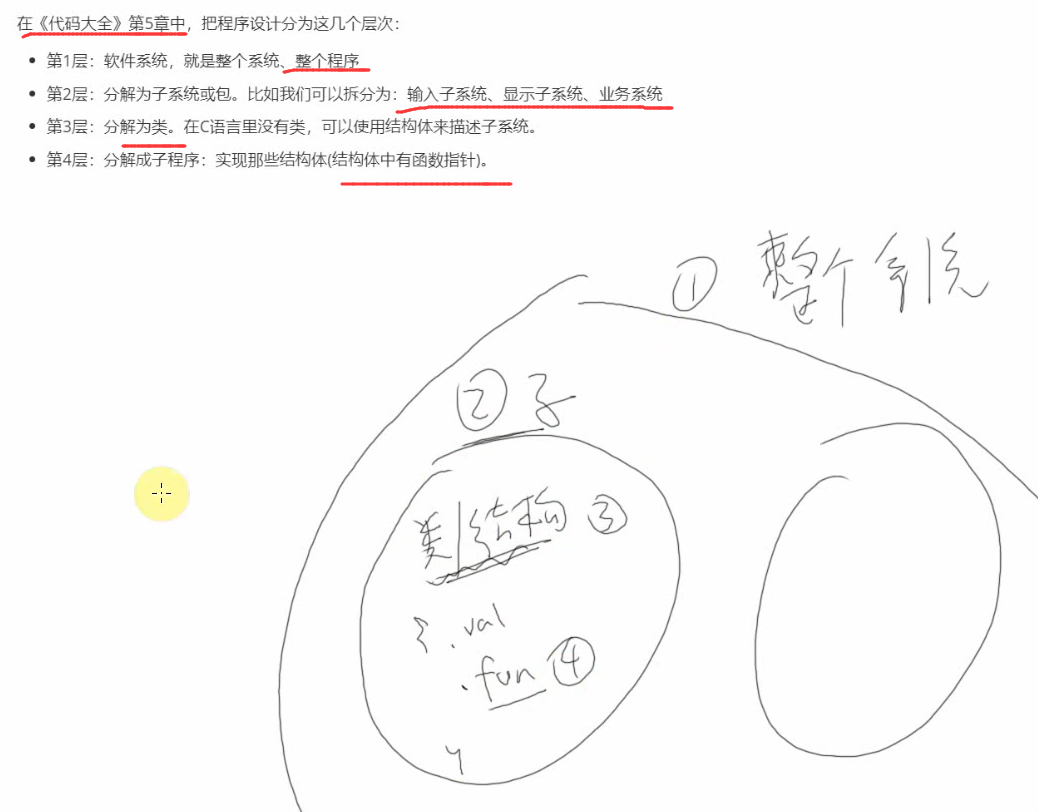 在《代码大全》第5章中，把程序设计分为这几个层次：
第1层：软件系统，就是整个系统、整个程序
第2层：分解为子系统或包。比如我们可以拆分为：输入子系统、显示子系统、业务系统
第3层：分解为类。在C语言里没有类，可以使用结构体来描述子系统。
第4层：分解成子程序：实现那些结构体(结构体中有函数指针)。
① 整个系统
② 子
类|结构 ③
{ .val
.fun ④
}